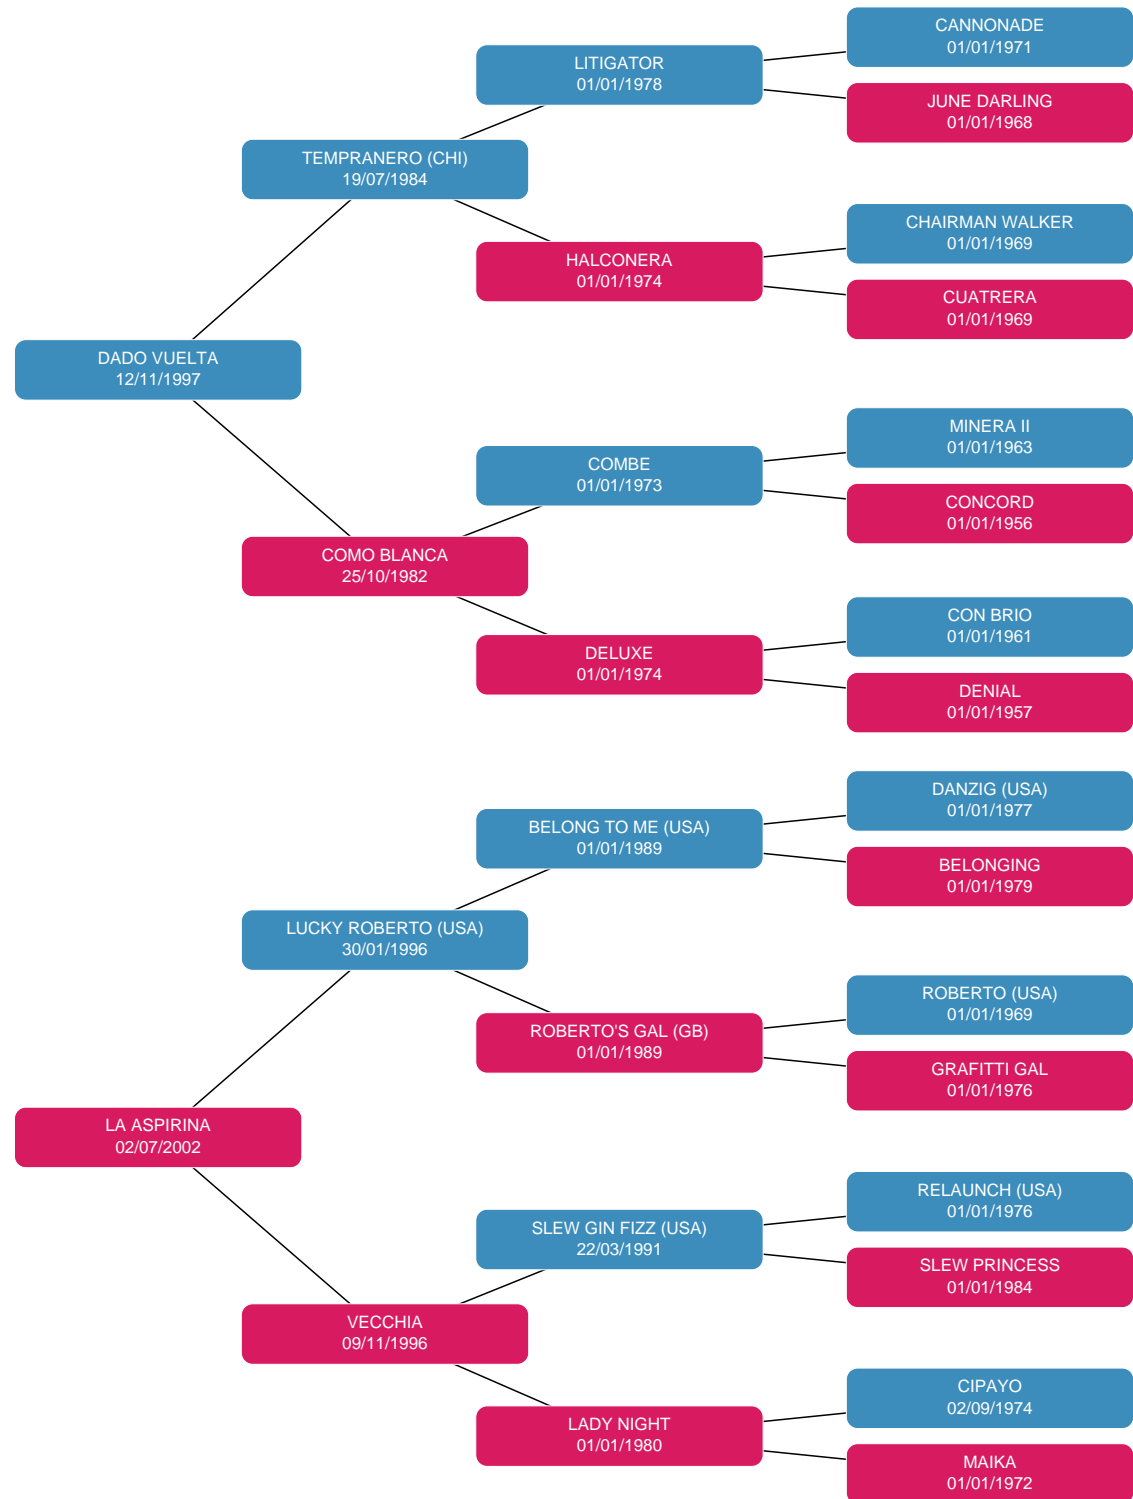 CANNONADE
01/01/1971
LITIGATOR
01/01/1978
JUNE DARLING
01/01/1968
TEMPRANERO (CHI)
19/07/1984
CHAIRMAN WALKER
01/01/1969
HALCONERA
01/01/1974
CUATRERA
01/01/1969
DADO VUELTA
12/11/1997
MINERA II
01/01/1963
COMBE
01/01/1973
CONCORD
01/01/1956
COMO BLANCA
25/10/1982
CON BRIO
01/01/1961
DELUXE
01/01/1974
DENIAL
01/01/1957
DANZIG (USA)
01/01/1977
BELONG TO ME (USA)
01/01/1989
BELONGING
01/01/1979
LUCKY ROBERTO (USA)
30/01/1996
ROBERTO (USA)
01/01/1969
ROBERTO'S GAL (GB)
01/01/1989
GRAFITTI GAL
01/01/1976
LA ASPIRINA
02/07/2002
RELAUNCH (USA)
01/01/1976
SLEW GIN FIZZ (USA)
22/03/1991
SLEW PRINCESS
01/01/1984
VECCHIA
09/11/1996
CIPAYO
02/09/1974
LADY NIGHT
01/01/1980
MAIKA
01/01/1972